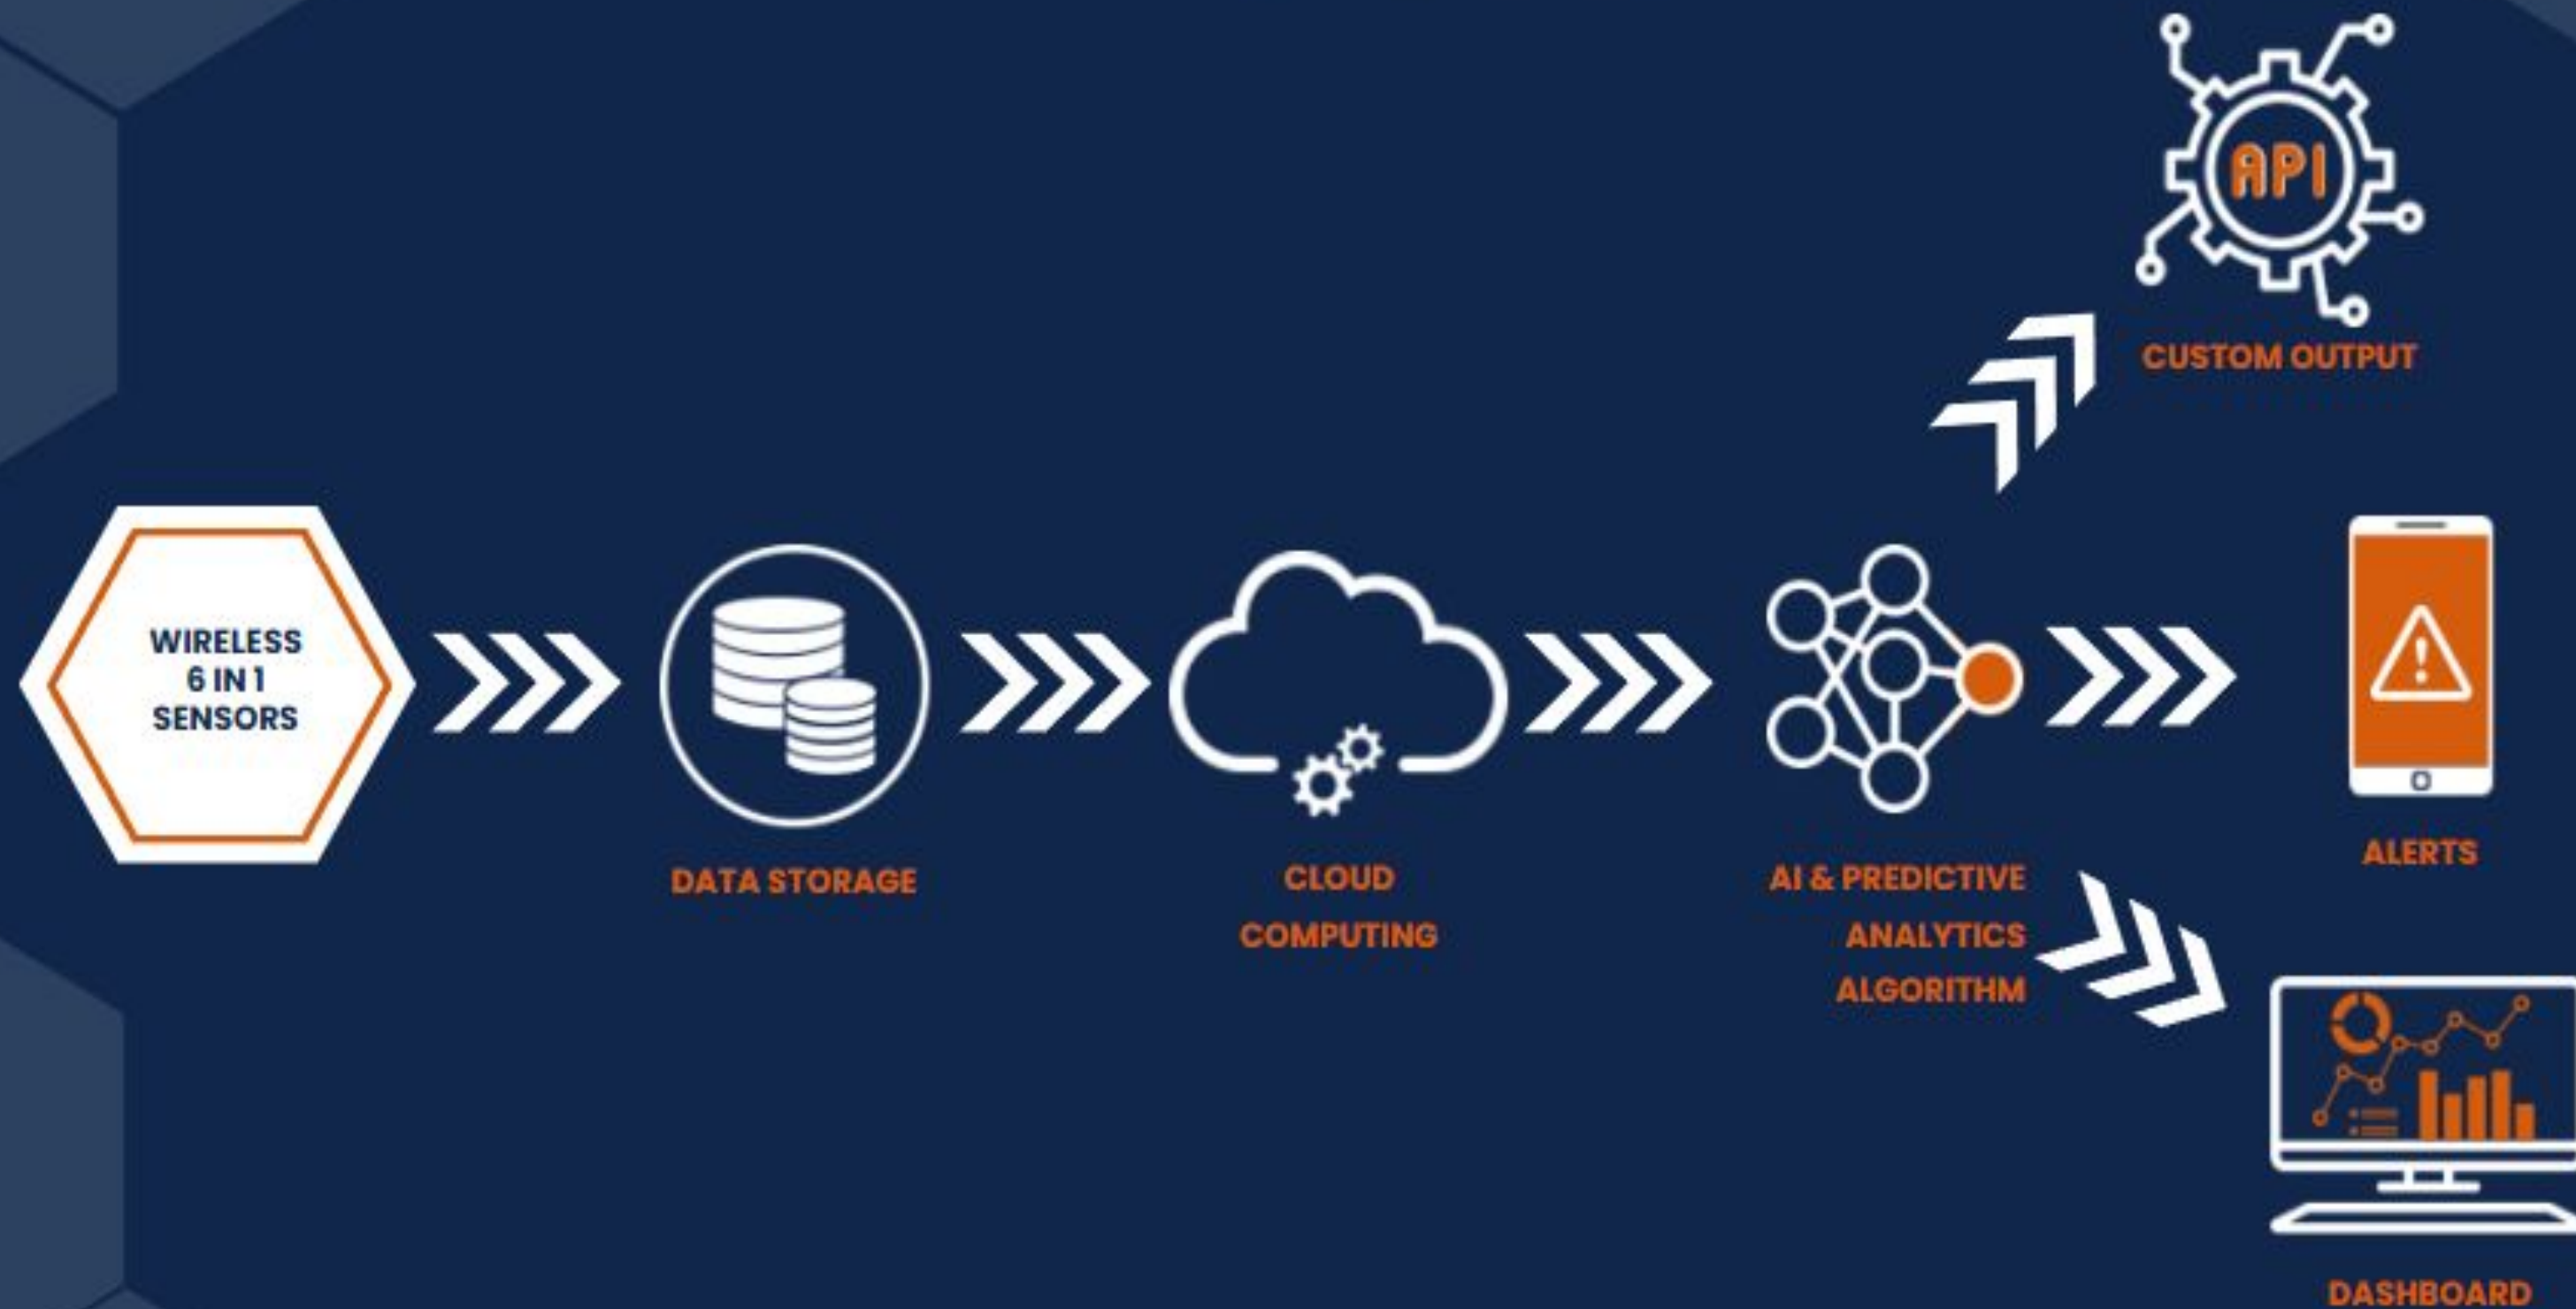 API
CUSTOM OUTPUT
WIRELESS
6 IN 1
SENSORS
DATA STORAGE
CLOUD
COMPUTING
AI & PREDICTIVE
ANALYTICS
ALGORITHM
ALERTS
DASHBOARD